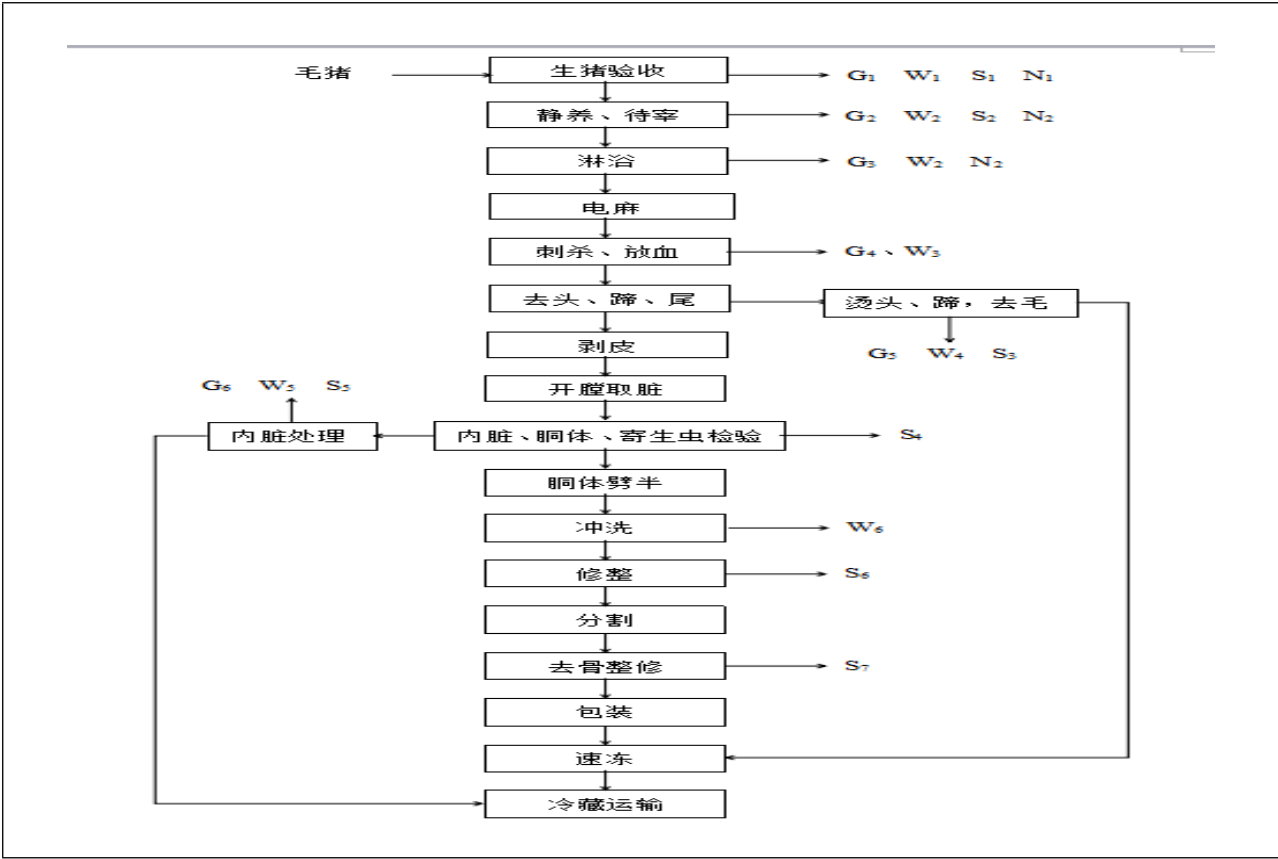 毛猪 生猪验收 G₁ W₁ S₁ N₁
静养、待宰 G₂ W₂ S₂ N₂
淋浴 G₃ W₂ N₂
电麻
刺杀、放血 G₄、W₃
去头、蹄、尾 烫头、蹄，去毛
剥皮 G₅ W₄ S₃
G₆ W₅ S₅ 开膛取脏
内脏处理 内脏、胴体、寄生虫检验 S₄
胴体劈半
冲洗 W₆
修整 S₆
分割
去骨整修 S₇
包装
速冻
冷藏运输